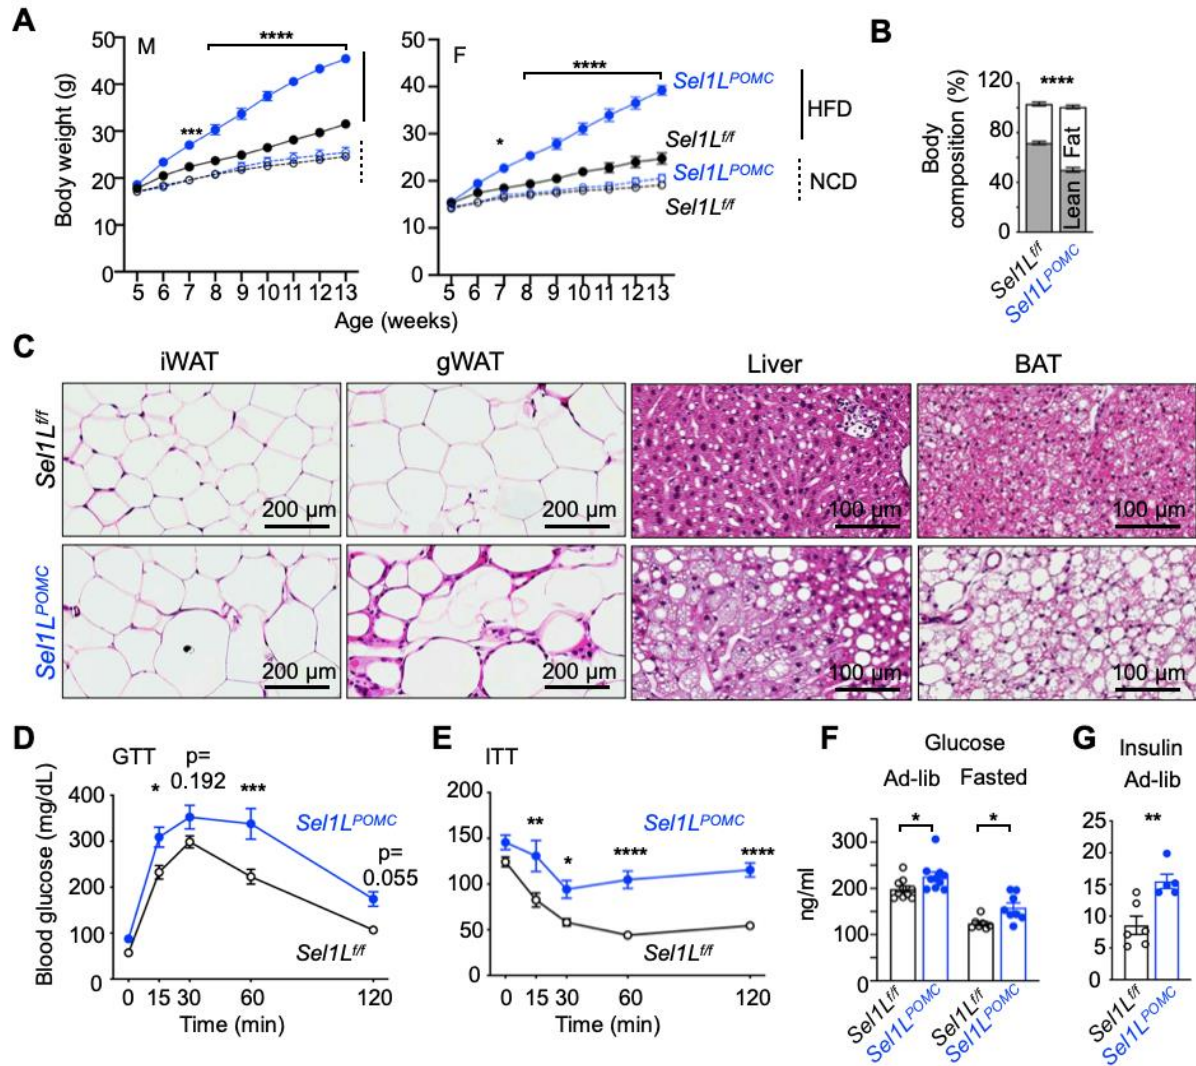 A
M
****
***
50
40
30
20
10
0
Body weight (g)
5 6 7 8 9 10 11 12 13
F
****
*
50
40
30
20
10
0
5 6 7 8 9 10 11 12 13
Age (weeks)
Sel1L^POMC
Sel1L^f/f
Sel1L^POMC
Sel1L^f/f
HFD
NCD
B
****
120
80
40
0
Body
composition (%)
Fat
Lean
Sel1L^f/f
Sel1L^POMC
C
iWAT gWAT Liver BAT
Sel1L^f/f
200 µm 200 µm 100 µm 100 µm
Sel1L^POMC
200 µm 200 µm 100 µm 100 µm
D
GTT
p=
0.192
* ***
p=
0.055
400
300
200
100
0
Blood glucose (mg/dL)
Sel1L^POMC
Sel1L^f/f
0 15 30 60 120
Time (min)
E
ITT
200
150
100
50
0
** * **** ****
Sel1L^POMC
Sel1L^f/f
0 15 30 60 120
Time (min)
F
Glucose
Ad-lib Fasted
* *
300
200
100
0
ng/ml
Sel1L^f/f
Sel1L^POMC
Sel1L^f/f
Sel1L^POMC
G
Insulin
Ad-lib
**
25
20
15
10
5
0
Sel1L^f/f
Sel1L^POMC